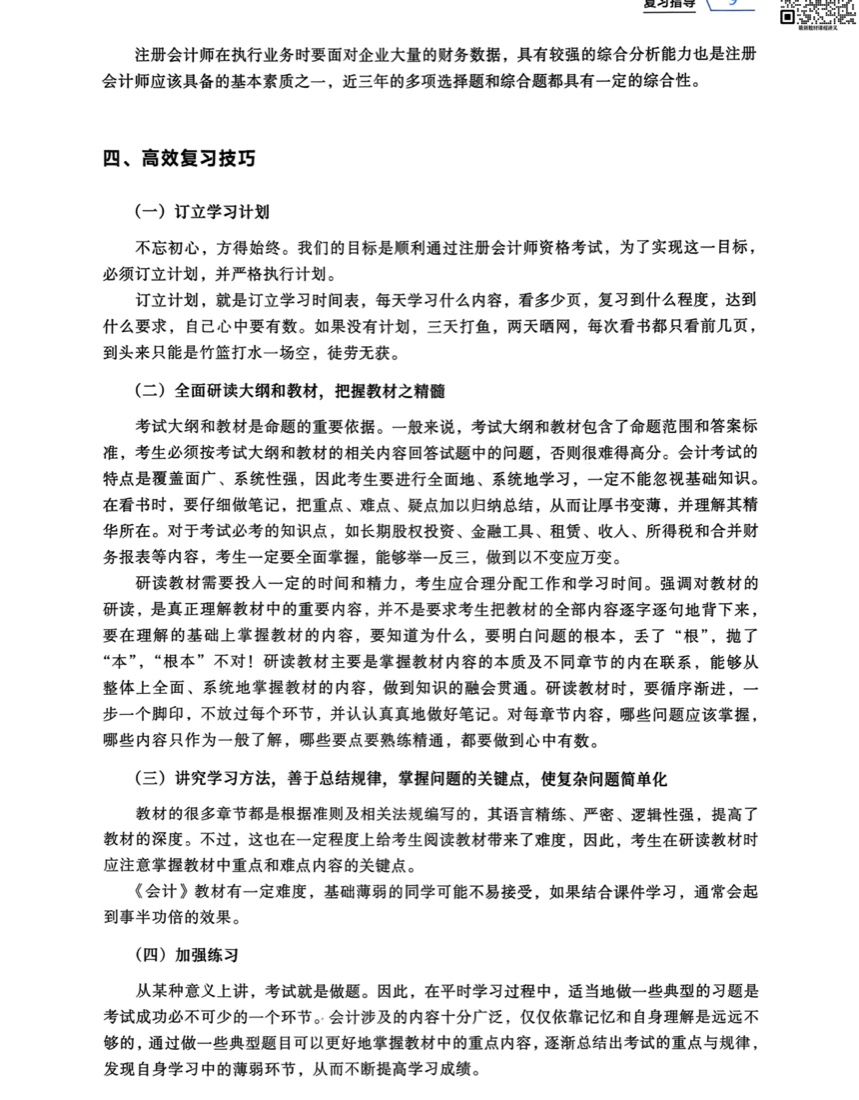 复习指导 9
注册会计师在执行业务时要面对企业大量的财务数据，具有较强的综合分析能力也是注册
会计师应该具备的基本素质之一，近三年的多项选择题和综合题都具有一定的综合性。
四、高效复习技巧
（一）订立学习计划
不忘初心，方得始终。我们的目标是顺利通过注册会计师资格考试，为了实现这一目标，
必须订立计划，并严格执行计划。
订立计划，就是订立学习时间表，每天学习什么内容，看多少页，复习到什么程度，达到
什么要求，自己心中要有数。如果没有计划，三天打鱼，两天晒网，每次看书都只看前几页，
到头来只能是竹篮打水一场空，徒劳无获。
（二）全面研读大纲和教材，把握教材之精髓
考试大纲和教材是命题的重要依据。一般来说，考试大纲和教材包含了命题范围和答案标
准，考生必须按考试大纲和教材的相关内容回答试题中的问题，否则很难得高分。会计考试的
特点是覆盖面广、系统性强，因此考生要进行全面地、系统地学习，一定不能忽视基础知识。
在看书时，要仔细做笔记，把重点、难点、疑点加以归纳总结，从而让厚书变薄，并理解其精
华所在。对于考试必考的知识点，如长期股权投资、金融工具、租赁、收入、所得税和合并财
务报表等内容，考生一定要全面掌握，能够举一反三，做到以不变应万变。
研读教材需要投入一定的时间和精力，考生应合理分配工作和学习时间。强调对教材的
研读，是真正理解教材中的重要内容，并不是要求考生把教材的全部内容逐字逐句地背下来，
要在理解的基础上掌握教材的内容，要知道为什么，要明白问题的根本，丢了“根”，抛了
“本”，“根本”不对！研读教材主要是掌握教材内容的本质及不同章节的内在联系，能够从
整体上全面、系统地掌握教材的内容，做到知识的融会贯通。研读教材时，要循序渐进，一
步一个脚印，不放过每个环节，并认认真真地做好笔记。对每章节内容，哪些问题应该掌握，
哪些内容只作为一般了解，哪些要点要熟练精通，都要做到心中有数。
（三）讲究学习方法，善于总结规律，掌握问题的关键点，使复杂问题简单化
教材的很多章节都是根据准则及相关法规编写的，其语言精练、严密、逻辑性强，提高了
教材的深度。不过，这也在一定程度上给考生阅读教材带来了难度，因此，考生在研读教材时
应注意掌握教材中重点和难点内容的关键点。
《会计》教材有一定难度，基础薄弱的同学可能不易接受，如果结合课件学习，通常会起
到事半功倍的效果。
（四）加强练习
从某种意义上讲，考试就是做题。因此，在平时学习过程中，适当地做一些典型的习题是
考试成功必不可少的一个环节。会计涉及的内容十分广泛，仅仅依靠记忆和自身理解是远远不
够的，通过做一些典型题目可以更好地掌握教材中的重点内容，逐渐总结出考试的重点与规律，
发现自身学习中的薄弱环节，从而不断提高学习成绩。